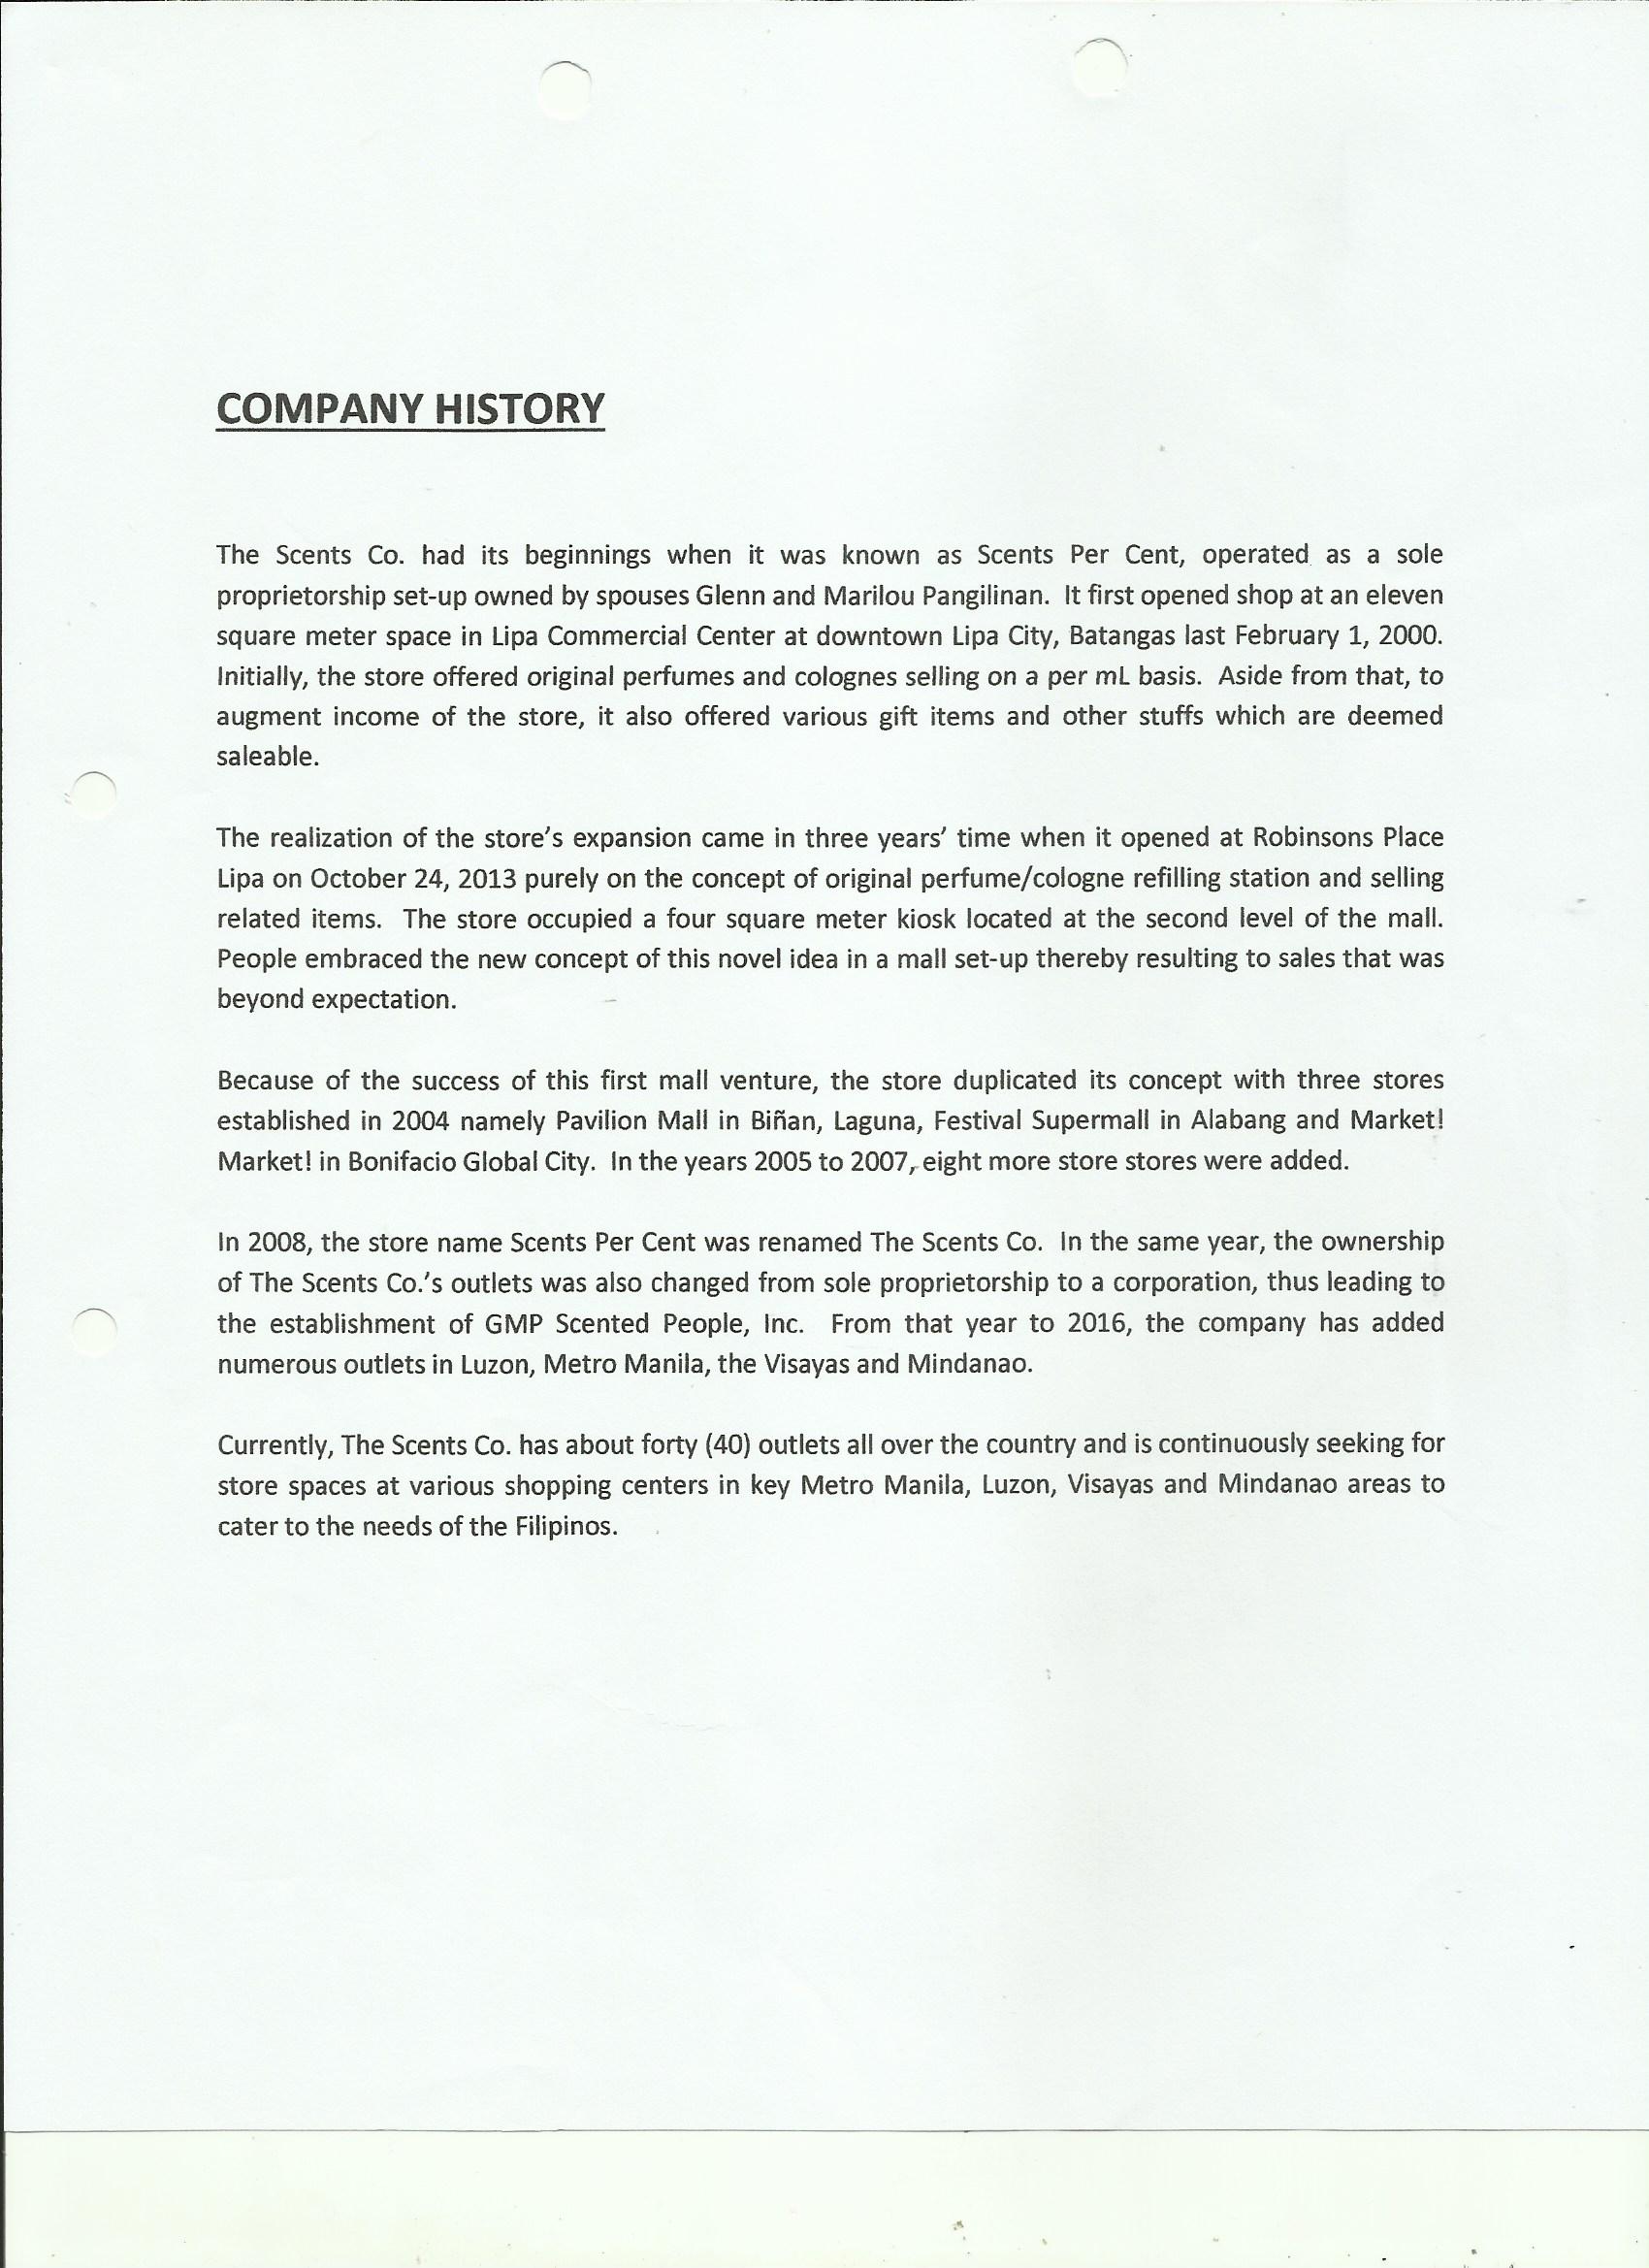 COMPANY HISTORY
The Scents Co. had its beginnings when it was known as Scents Per Cent, operated as a sole
proprietorship set-up owned by spouses Glenn and Marilou Pangilinan. It first opened shop at an eleven
square meter space in Lipa Commercial Center at downtown Lipa City, Batangas last February 1, 2000.
Initially, the store offered original perfumes and colognes selling on a per mL basis. Aside from that, to
augment income of the store, it also offered various gift items and other stuffs which are deemed
saleable.
The realization of the store's expansion came in three years' time when it opened at Robinsons Place
Lipa on October 24, 2013 purely on the concept of original perfume/cologne refilling station and selling
related items. The store occupied a four square meter kiosk located at the second level of the mall.
People embraced the new concept of this novel idea in a mall set-up thereby resulting to sales that was
beyond expectation.
Because of the success of this first mall venture, the store duplicated its concept with three stores
established in 2004 namely Pavilion Mall in Biñan, Laguna, Festival Supermall in Alabang and Market!
Market! in Bonifacio Global City. In the years 2005 to 2007, eight more store stores were added.
In 2008, the store name Scents Per Cent was renamed The Scents Co. In the same year, the ownership
of The Scents Co.'s outlets was also changed from sole proprietorship to a corporation, thus leading to
the establishment of GMP Scented People, Inc. From that year to 2016, the company has added
numerous outlets in Luzon, Metro Manila, the Visayas and Mindanao.
Currently, The Scents Co. has about forty (40) outlets all over the country and is continuously seeking for
store spaces at various shopping centers in key Metro Manila, Luzon, Visayas and Mindanao areas to
cater to the needs of the Filipinos.